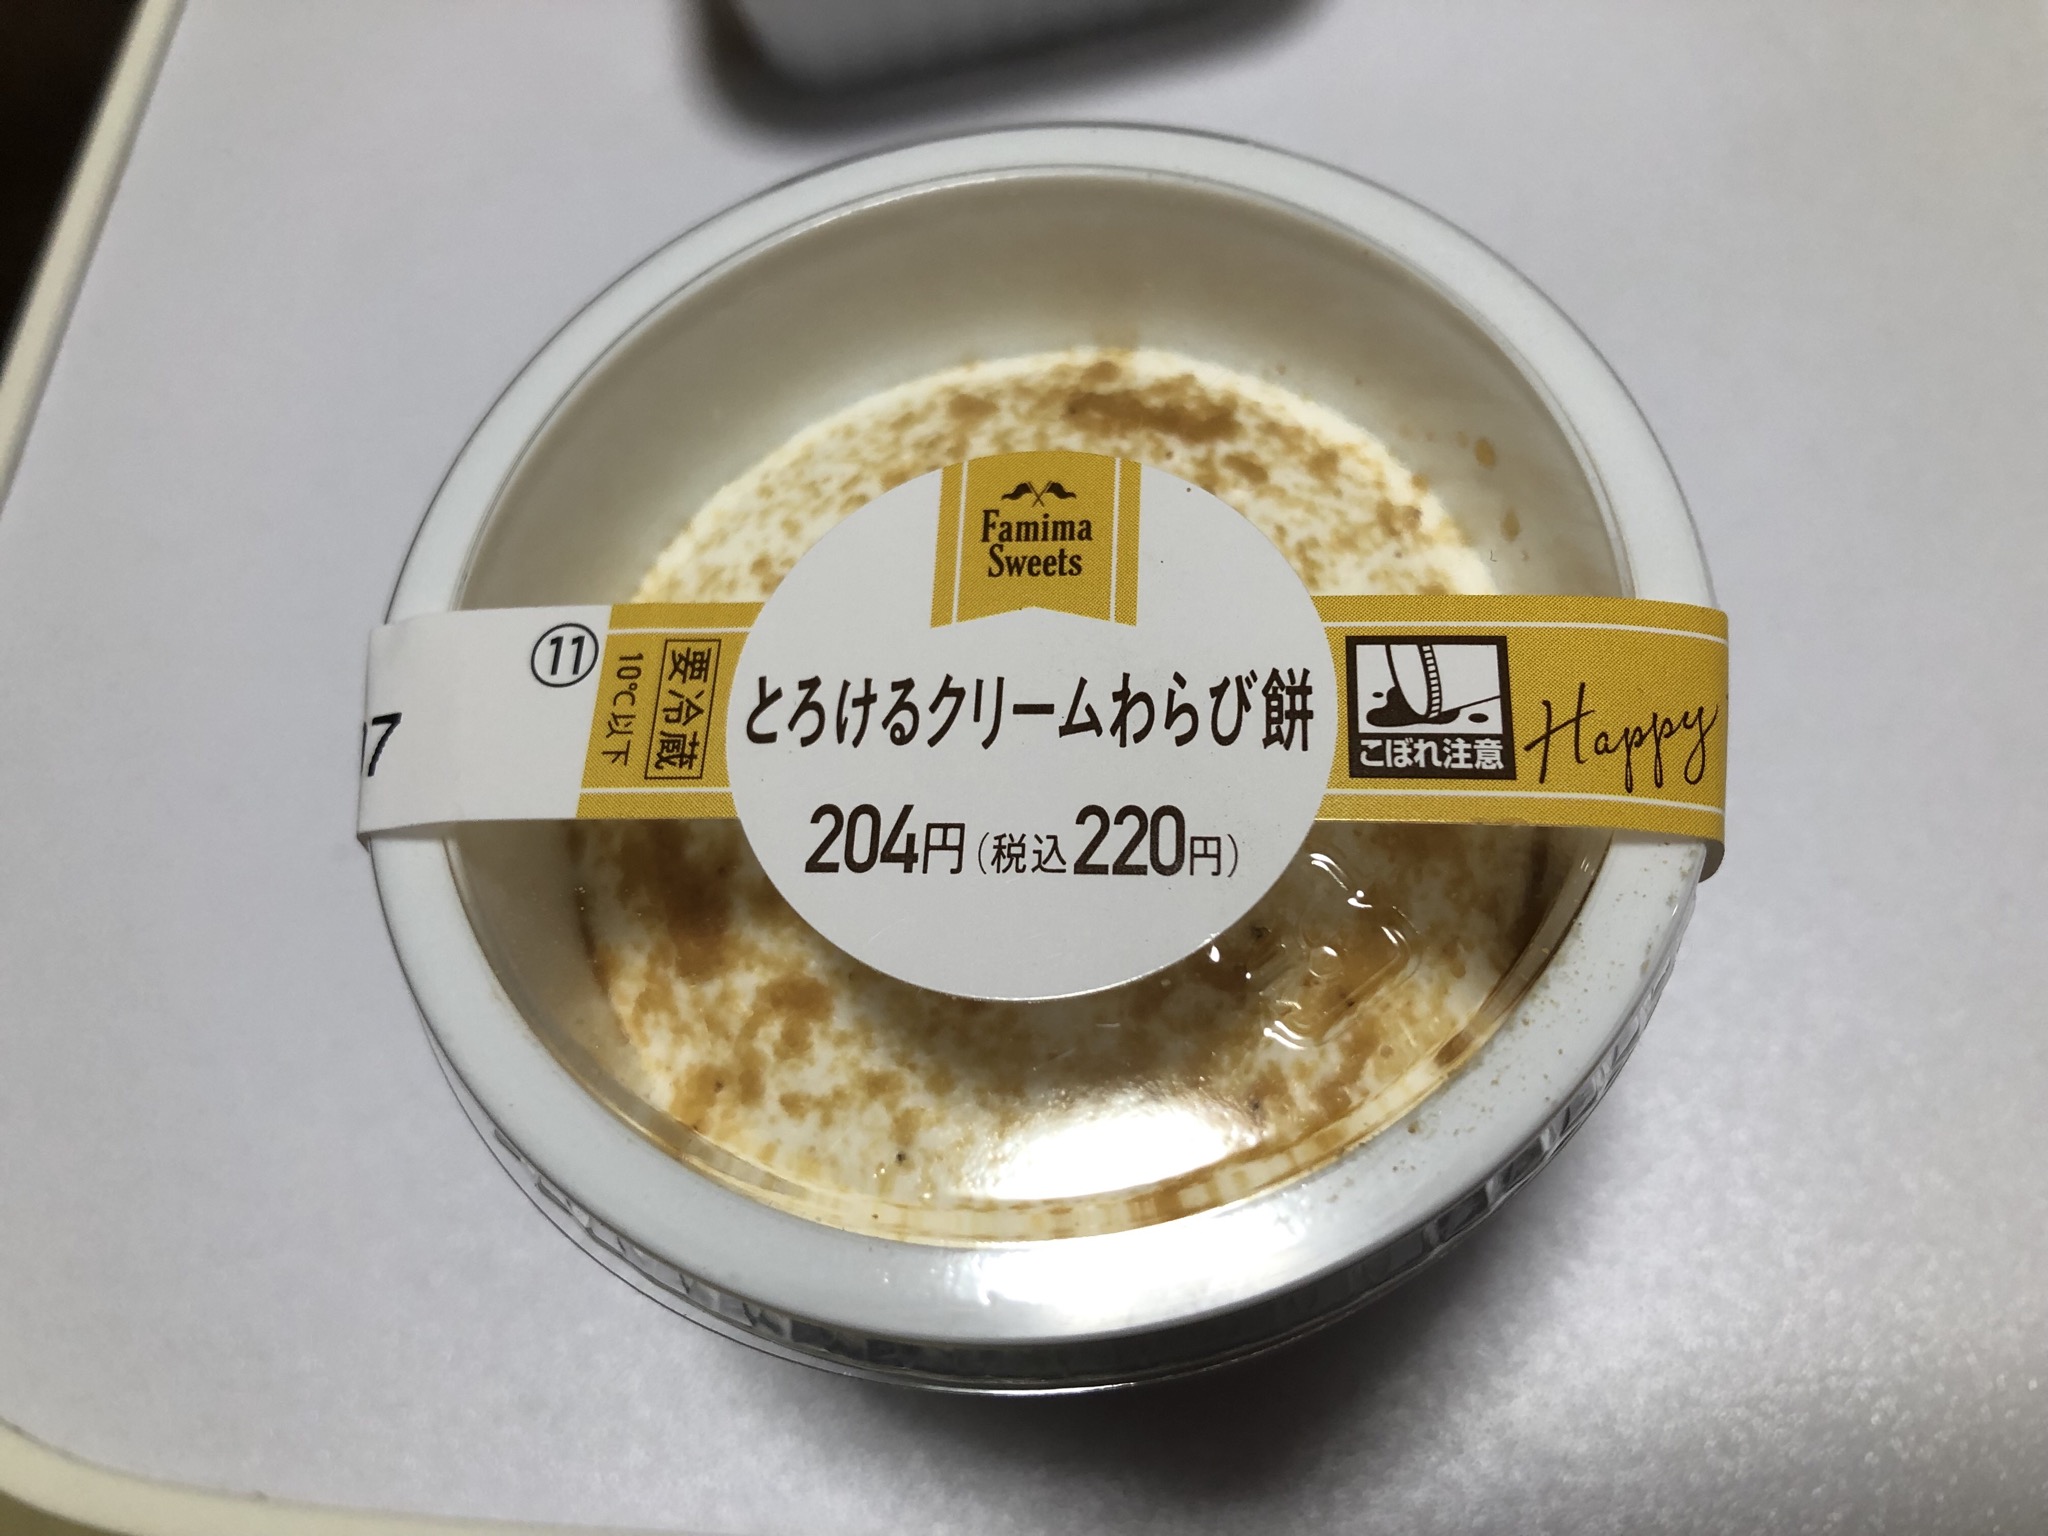 Famima
Sweets
⑪
要冷蔵
10℃以下
とろけるクリームわらび餅
204円(税込220円)
こぼれ注意
Happy
7